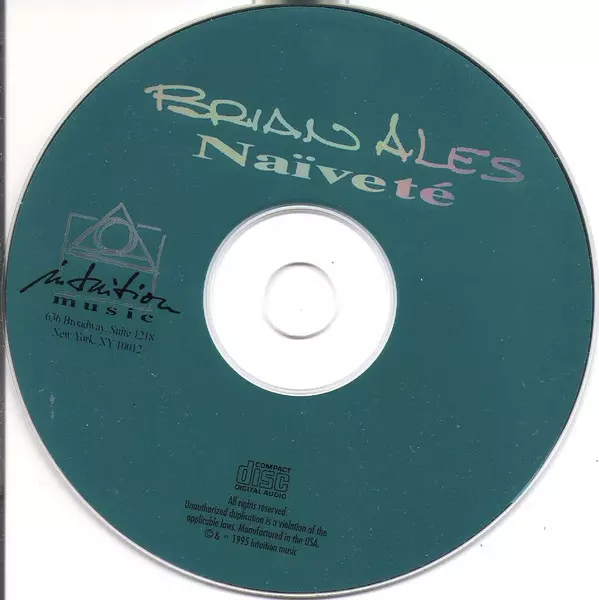 BRIAN ALES
Naïveté
intuition
music
636 Broadway, Suite 1218
New York, NY 10012
COMPACT
disc
DIGITAL AUDIO
All rights reserved.
Unauthorized duplication is a violation of the
applicable laws. Manufactured in the USA.
© & ℗ 1995 intuition music